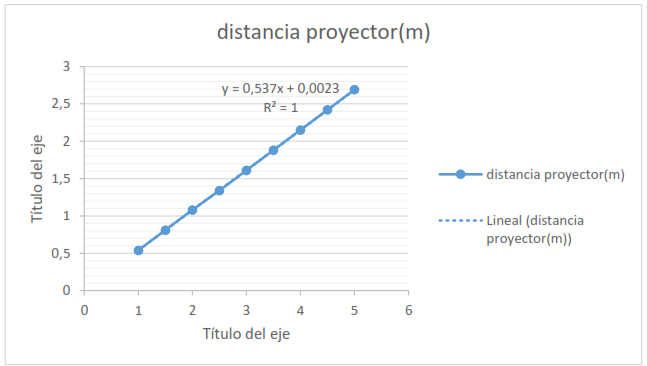 distancia proyector(m)
3
2,5
2
1,5
1
0,5
0
0 1 2 3 4 5 6
Título del eje
Título del eje
y = 0,537x + 0,0023
R² = 1
distancia proyector(m)
Lineal (distancia
proyector(m))